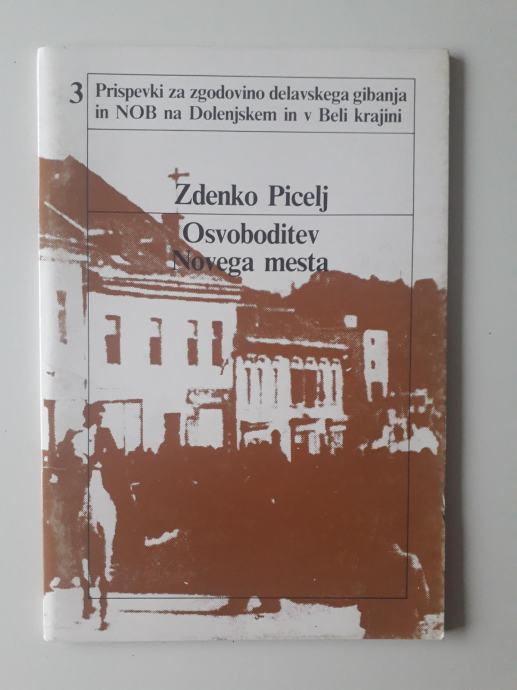 3 Prispevki za zgodovino delavskega gibanja
in NOB na Dolenjskem in v Beli krajini
Zdenko Picelj
Osvoboditev
Novega mesta